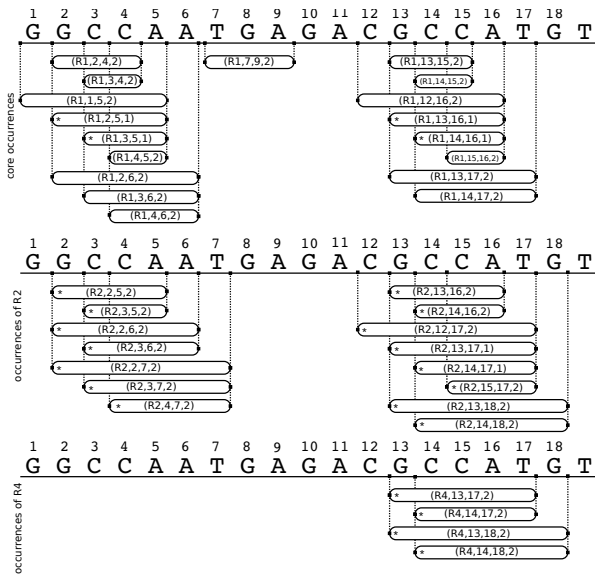 1 2 3 4 5 6 7 8 9 10 11 12 13 14 15 16 17 18
G G C C A A T G A G A C G C C A T G T
core occurrences
(R1,2,4,2) (R1,7,9,2) (R1,13,15,2)
(R1,3,4,2) (R1,14,15,2)
(R1,1,5,2) (R1,12,16,2)
* (R1,2,5,1) * (R1,13,16,1)
* (R1,3,5,1) * (R1,14,16,1)
(R1,4,5,2) (R1,15,16,2)
(R1,2,6,2) (R1,13,17,2)
(R1,3,6,2) (R1,14,17,2)
(R1,4,6,2)
1 2 3 4 5 6 7 8 9 10 11 12 13 14 15 16 17 18
G G C C A A T G A G A C G C C A T G T
occurrences of R2
* (R2,2,5,2) * (R2,13,16,2)
* (R2,3,5,2) * (R2,14,16,2)
* (R2,2,6,2) * (R2,12,17,2)
* (R2,3,6,2) * (R2,13,17,1)
* (R2,2,7,2) * (R2,14,17,1)
* (R2,3,7,2) * (R2,15,17,2)
* (R2,4,7,2) * (R2,13,18,2)
* (R2,14,18,2)
1 2 3 4 5 6 7 8 9 10 11 12 13 14 15 16 17 18
G G C C A A T G A G A C G C C A T G T
occurrences of R4
* (R4,13,17,2)
* (R4,14,17,2)
* (R4,13,18,2)
* (R4,14,18,2)